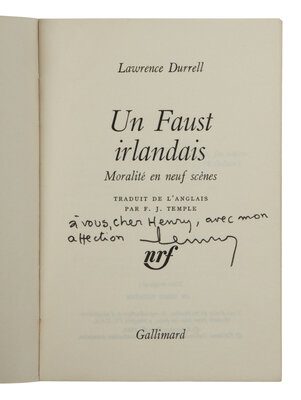 Lawrence Durrell
Un Faust
irlandais
Moralité en neuf scènes
TRADUIT DE L'ANGLAIS
PAR F. J. TEMPLE
à vous, cher Henry, avec mon
affection
nrf
Gallimard